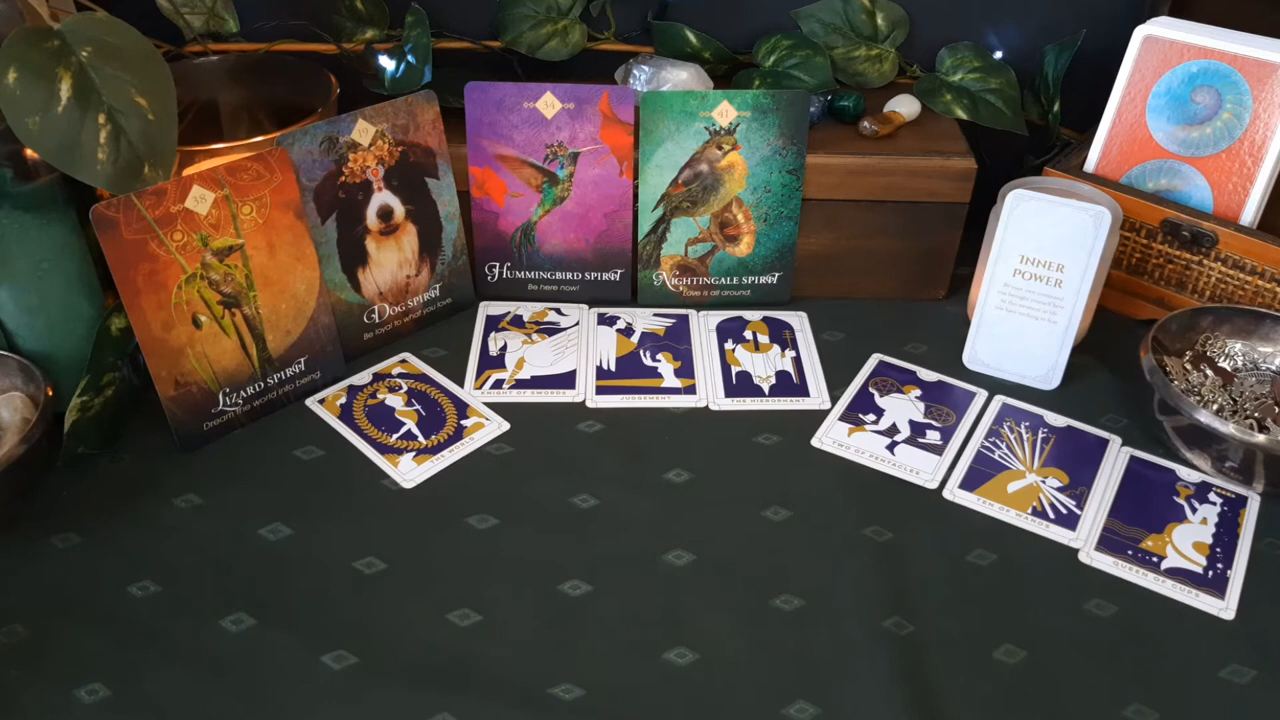 38
LIZARD SPIRIT
Dream the world into being.
19
DOG SPIRIT
Be loyal to what you love.
34
HUMMINGBIRD SPIRIT
Be here now!
41
NIGHTINGALE SPIRIT
Love is all around.
THE WORLD
KNIGHT OF SWORDS
JUDGEMENT
THE HIEROPHANT
TWO OF PENTACLES
TEN OF WANDS
QUEEN OF CUPS
INNER
POWER